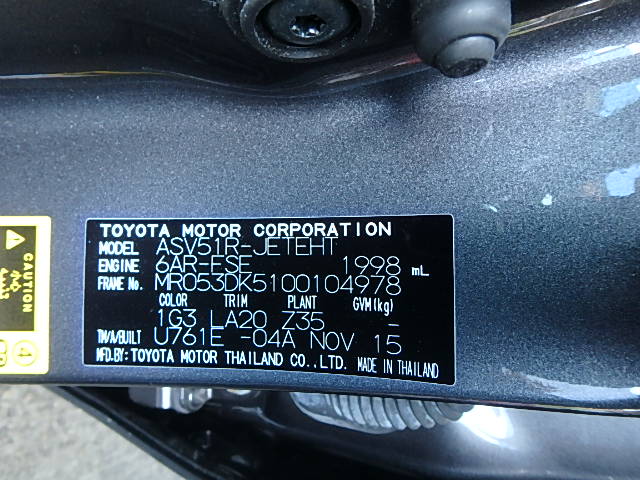 TOYOTA MOTOR CORPORATION
MODEL ASV51R-JETEHT
ENGINE 6AR-FSE 1998 mL
FRAME No. MR053DK5100104978
COLOR TRIM PLANT GVM(kg)
1G3 LA20 Z35 –
TM/A/BUILT U761E -04A NOV 15
MFD.BY: TOYOTA MOTOR THAILAND CO.,LTD. MADE IN THAILAND
CAUTION